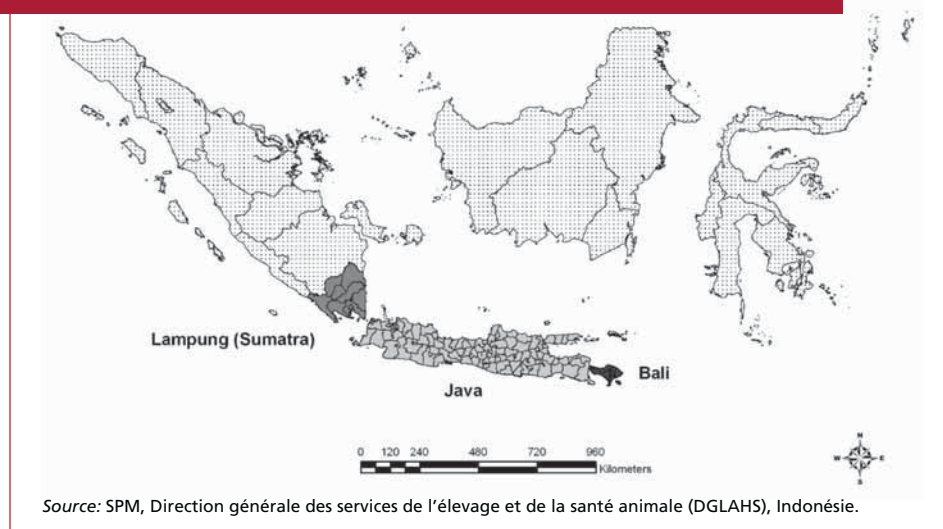 Lampung (Sumatra)
Java
Bali
0 120 240 480 720 960
Kilometers
N
W E
S
Source: SPM, Direction générale des services de l'élevage et de la santé animale (DGLAHS), Indonésie.